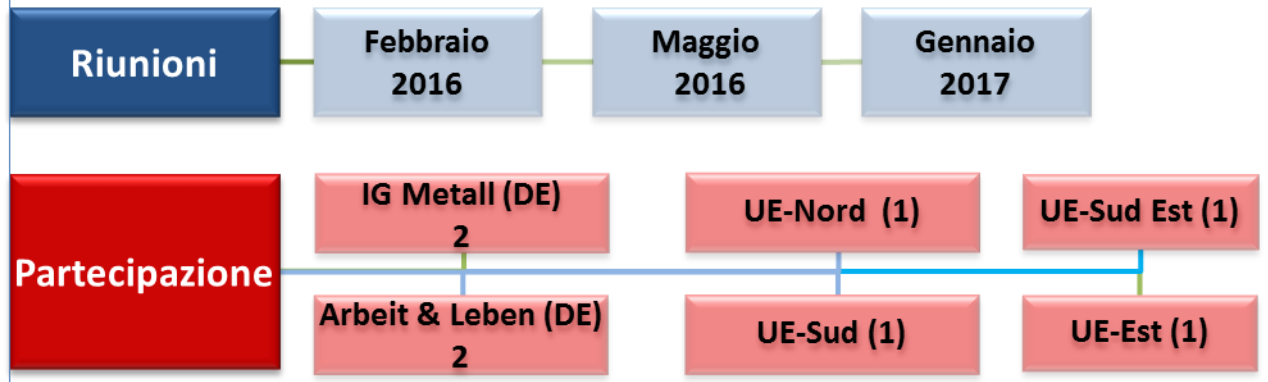 Riunioni
Febbraio
2016
Maggio
2016
Gennaio
2017
Partecipazione
IG Metall (DE)
2
Arbeit & Leben (DE)
2
UE-Nord (1)
UE-Sud (1)
UE-Sud Est (1)
UE-Est (1)